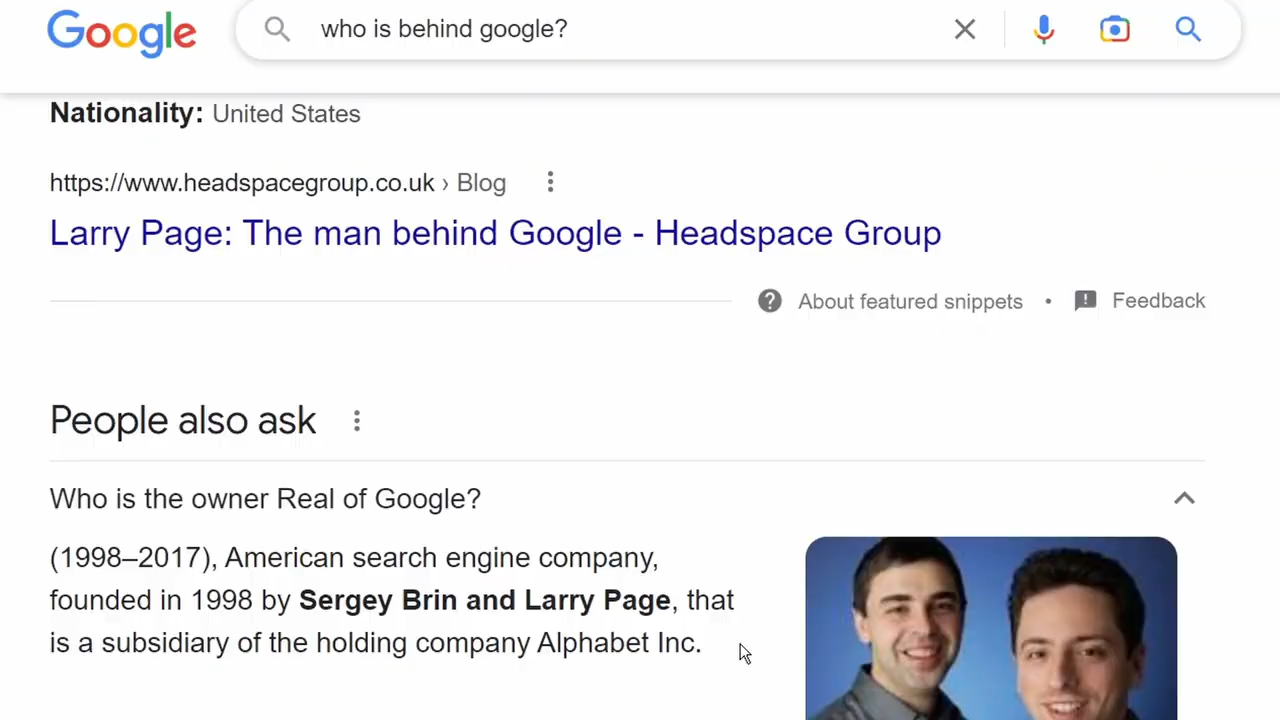 Google
who is behind google?
Nationality: United States
https://www.headspacegroup.co.uk › Blog
Larry Page: The man behind Google - Headspace Group
About featured snippets • Feedback
People also ask
Who is the owner Real of Google?
(1998–2017), American search engine company,
founded in 1998 by Sergey Brin and Larry Page, that
is a subsidiary of the holding company Alphabet Inc.